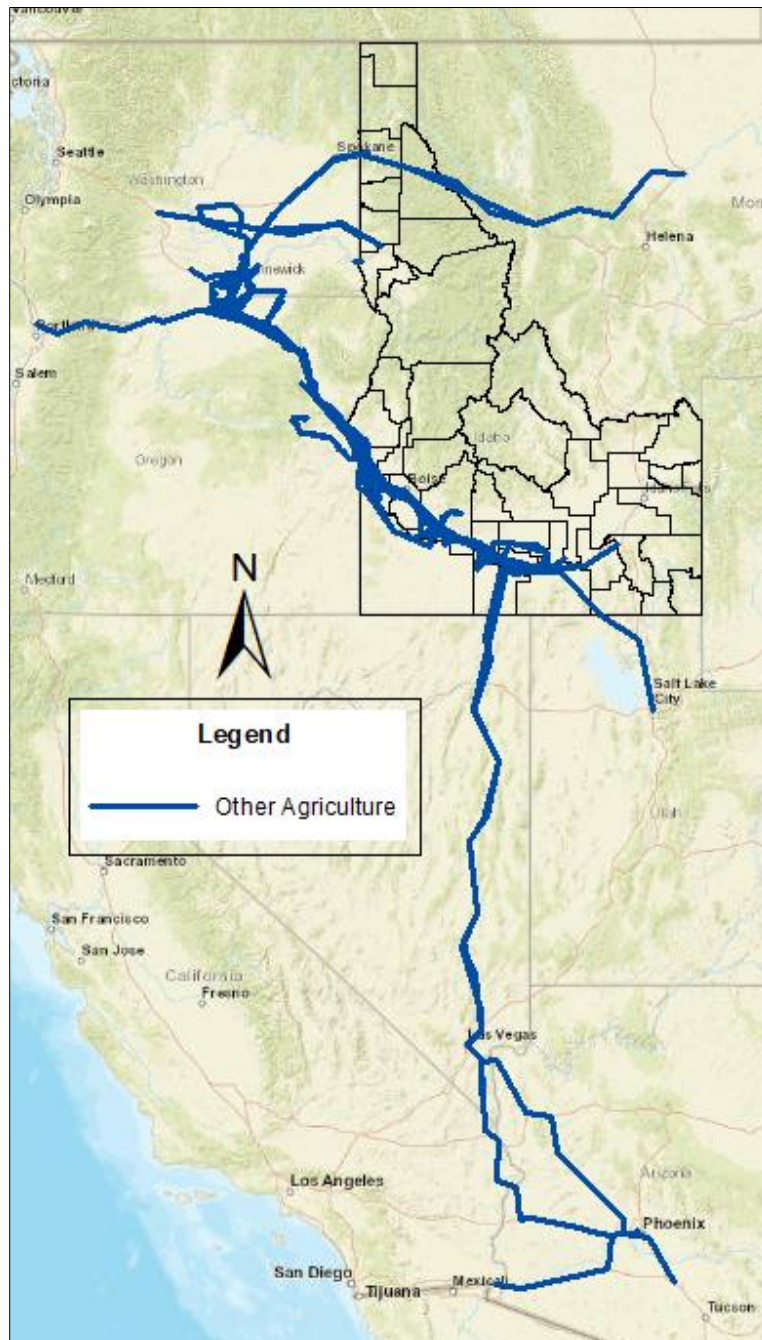 Spokane
Seattle
Washington
Olympia
Helena
Salem
Oregon
Idaho
Boise
N
Medford
Salt Lake
City
Legend
Other Agriculture
Utah
Sacramento
San Francisco
San Jose
California
Fresno
Las Vegas
Los Angeles
Arizona
Phoenix
San Diego
Tijuana
Mexicali
Tucson